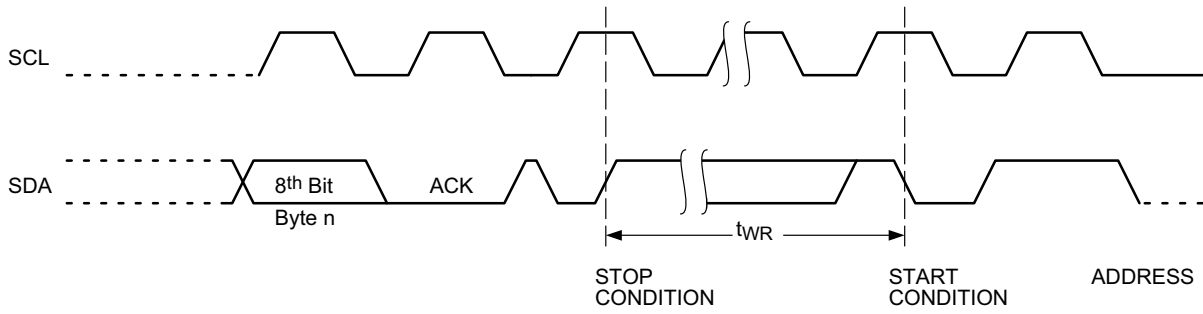 SCL
SDA
8th Bit
Byte n
ACK
tWR
STOP
CONDITION
START
CONDITION
ADDRESS